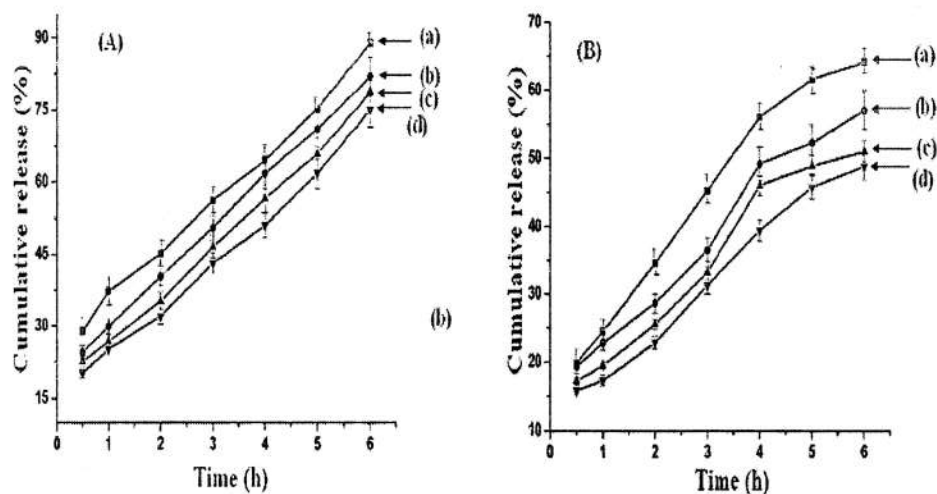 (A)
(a)
(b)
(c)
(d)
(b)
90
75
60
45
30
15
Cumulative release (%)
0 1 2 3 4 5 6
Time (h)
(B)
(a)
(b)
(c)
(d)
70
60
50
40
30
20
10
Cumulative release (%)
0 1 2 3 4 5 6
Time (h)